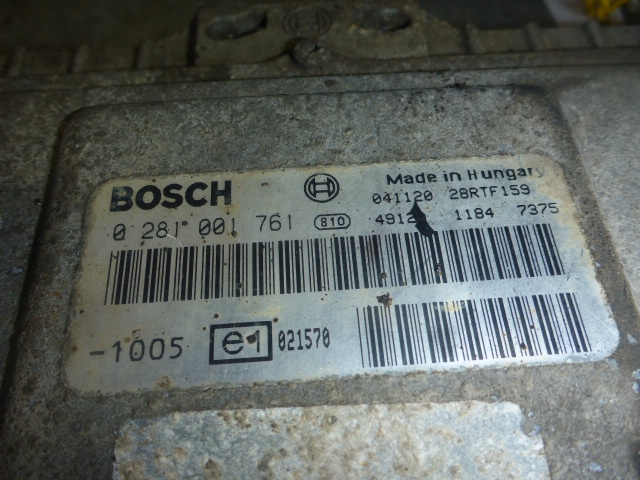 BOSCH
Made in Hungary
041120 28RTF159
0 281 001 761 810 1184 7375
-1005 e1 021570